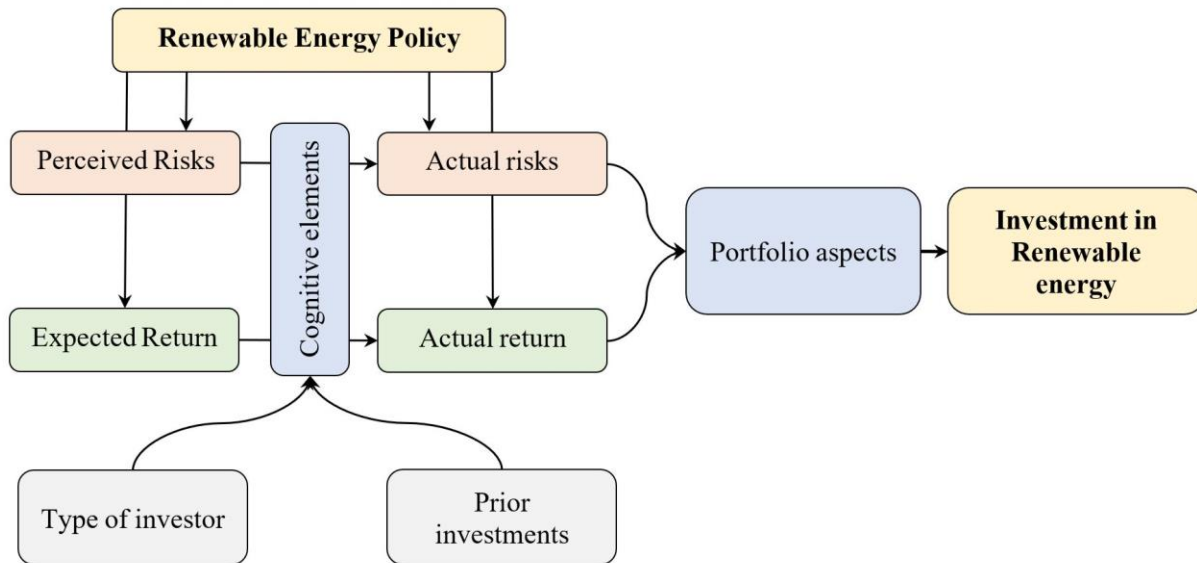 Renewable Energy Policy
Perceived Risks
Cognitive elements
Actual risks
Expected Return
Actual return
Portfolio aspects
Investment in
Renewable
energy
Type of investor
Prior
investments